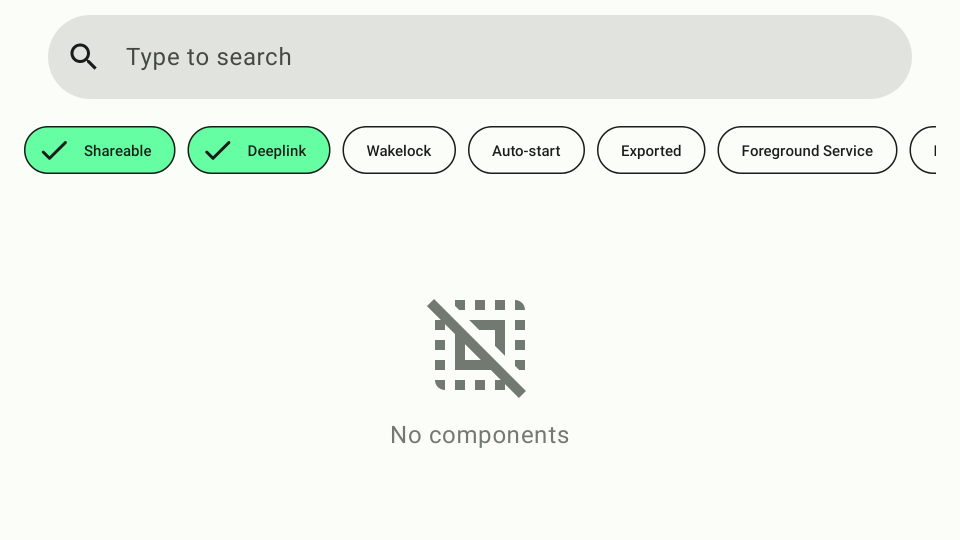 Type to search
Shareable Deeplink Wakelock Auto-start Exported Foreground Service
No components